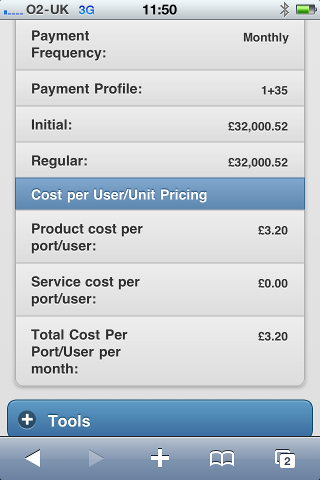 O2-UK 3G 11:50
Payment Monthly
Frequency:
Payment Profile: 1+35
Initial: £32,000.52
Regular: £32,000.52
Cost per User/Unit Pricing
Product cost per £3.20
port/user:
Service cost per £0.00
port/user:
Total Cost Per £3.20
Port/User per
month:
Tools
2